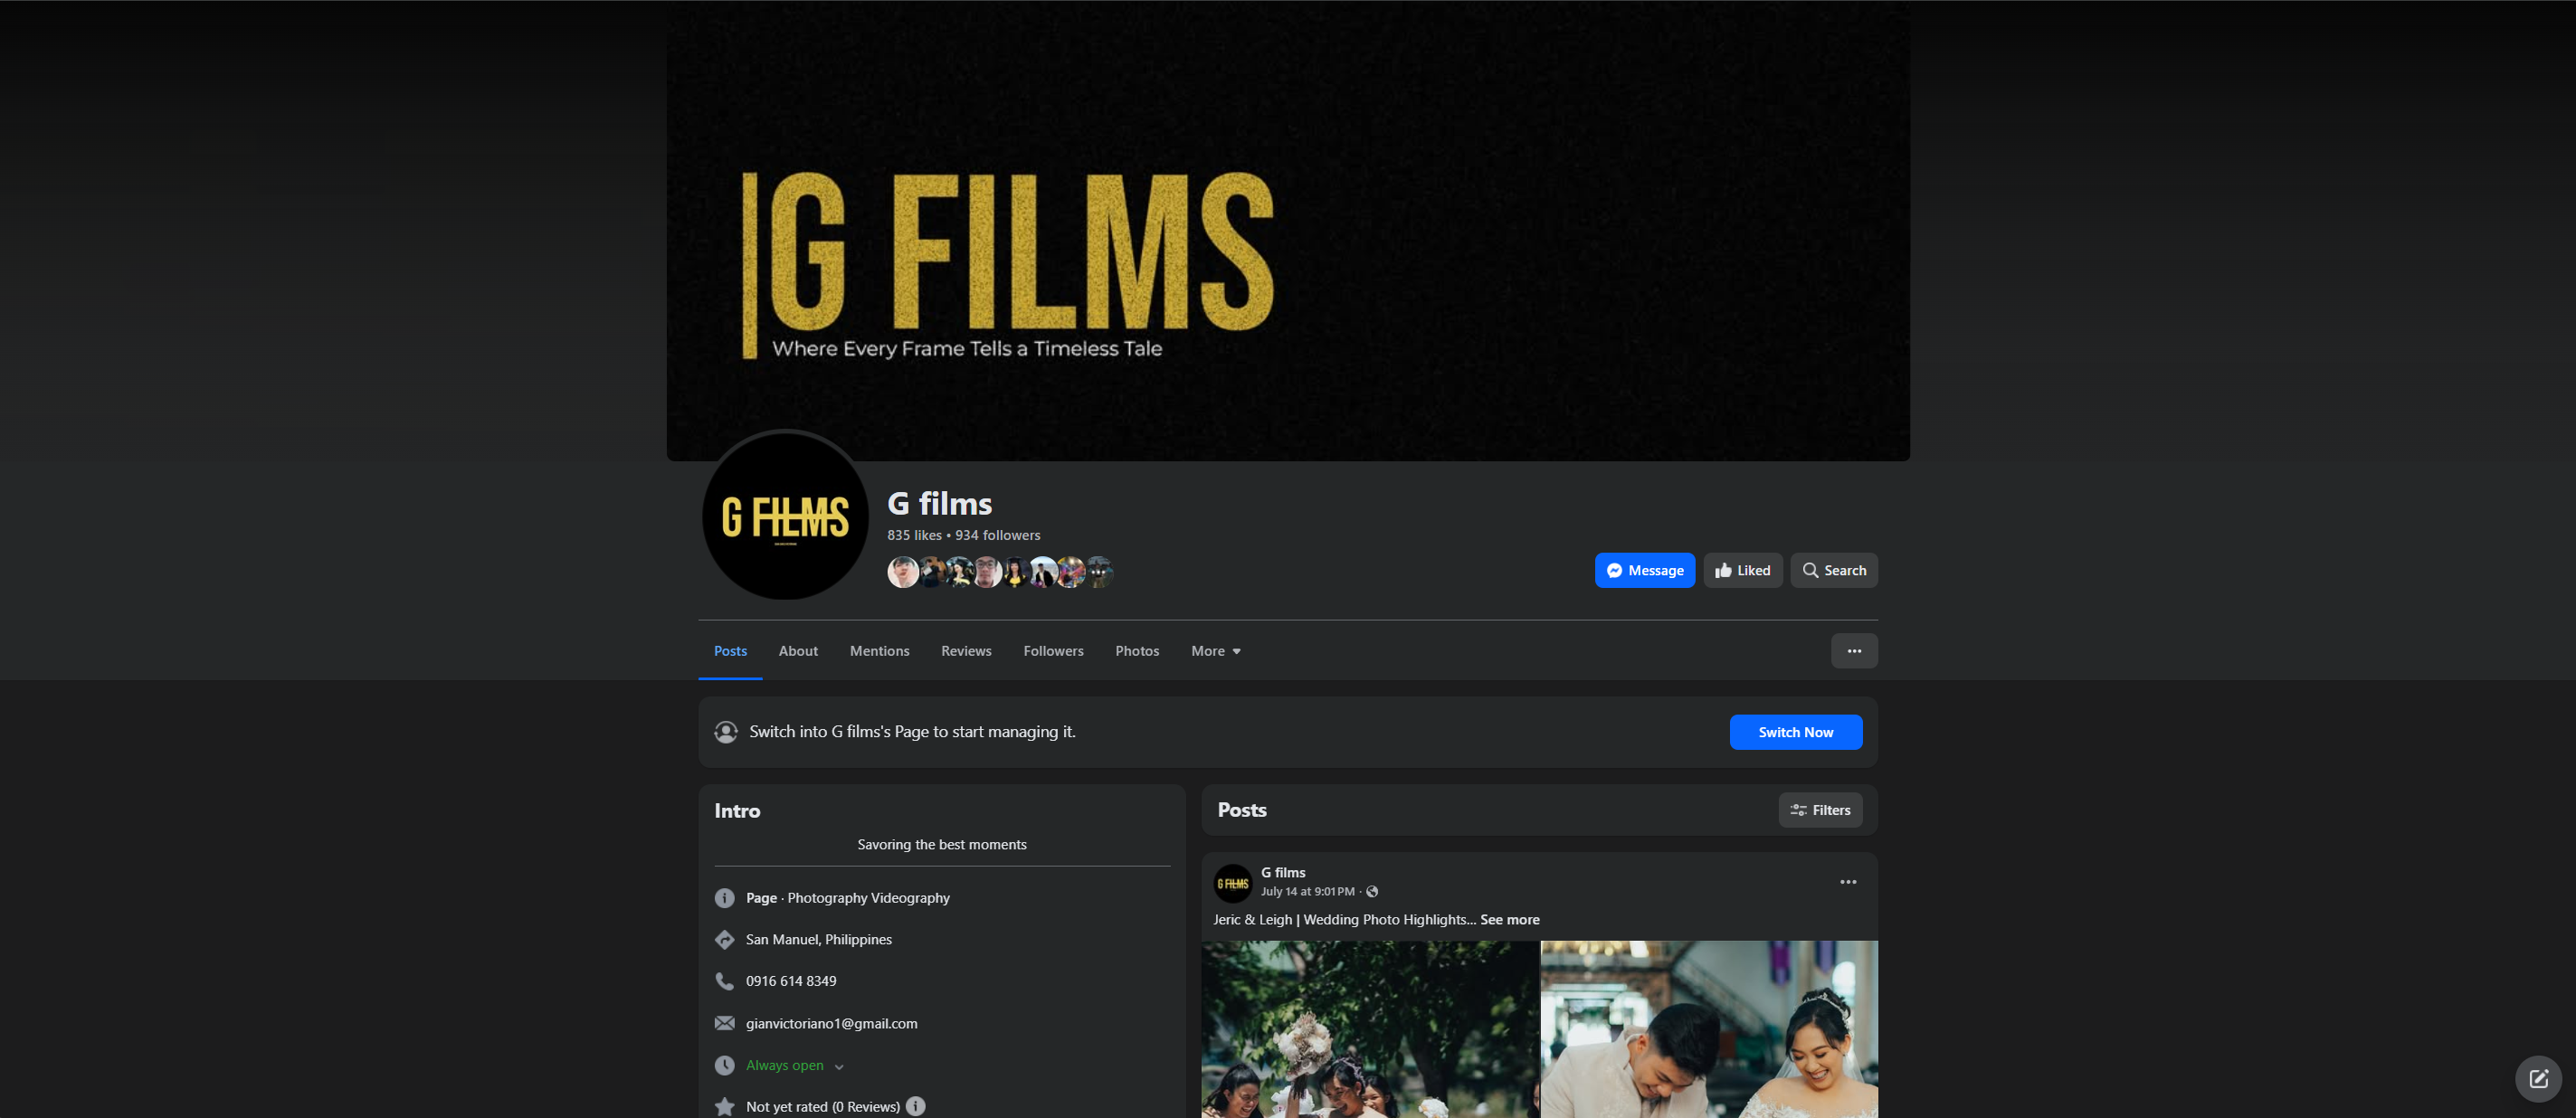 G FILMS
Where Every Frame Tells a Timeless Tale
G FILMS
G films
835 likes • 934 followers
Message
Liked
Search
Posts
About
Mentions
Reviews
Followers
Photos
More
Switch into G films's Page to start managing it.
Switch Now
Intro
Savoring the best moments
Page · Photography Videography
San Manuel, Philippines
0916 614 8349
gianvictoriano1@gmail.com
Always open
Not yet rated (0 Reviews)
Posts
Filters
G FILMS
G films
July 14 at 9:01 PM ·
Jeric & Leigh | Wedding Photo Highlights... See more